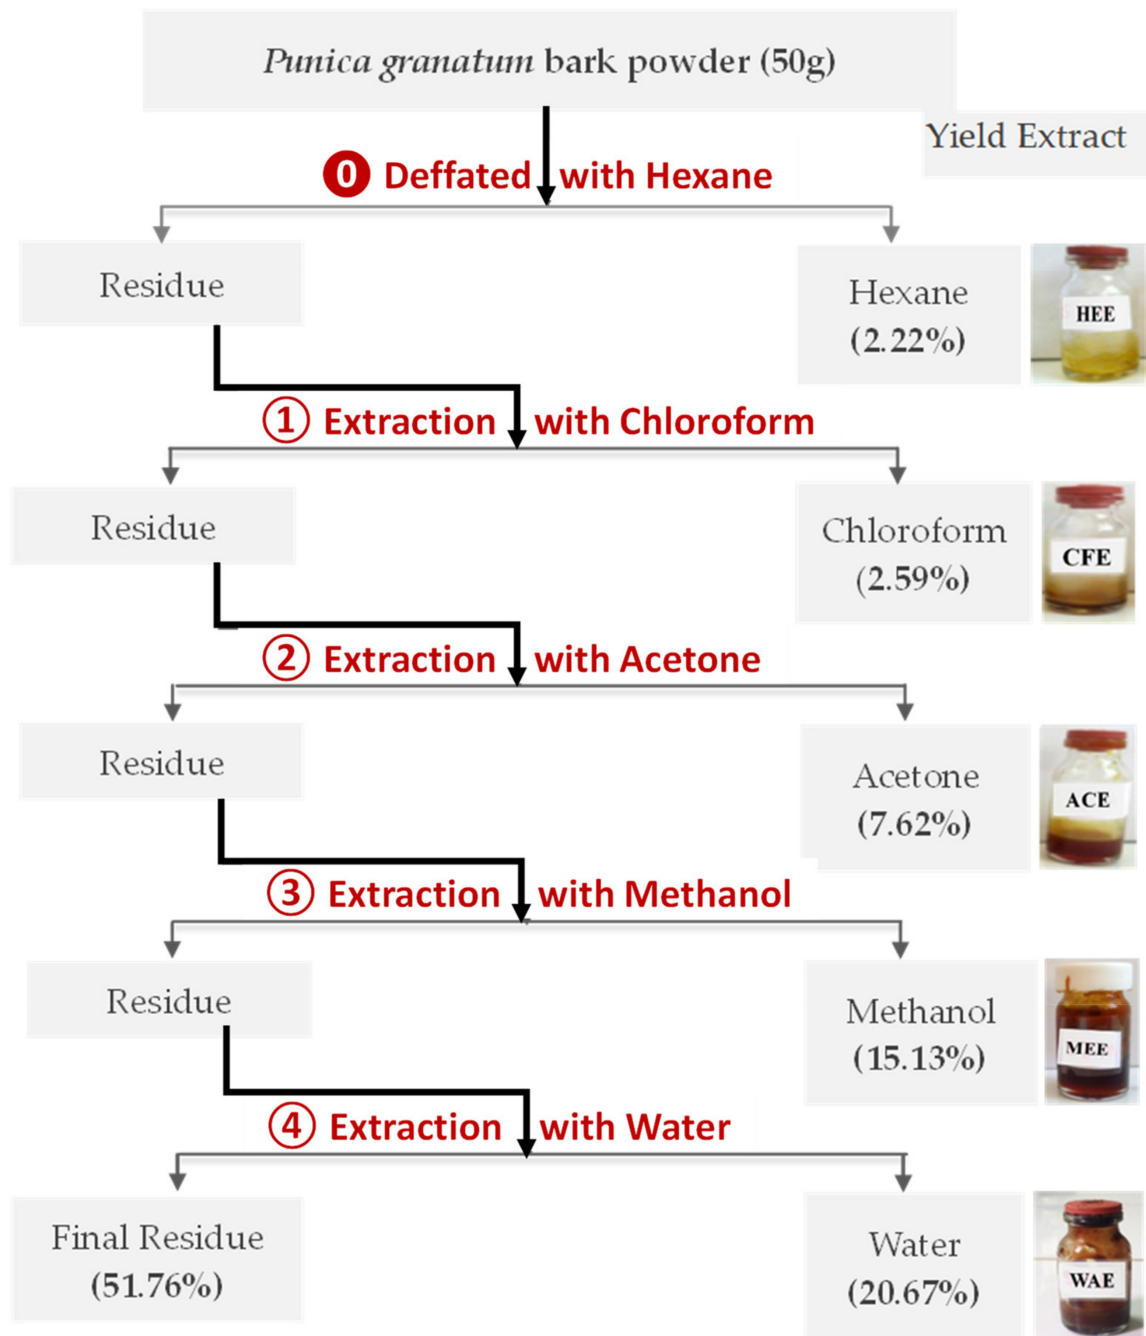 Punica granatum bark powder (50g)
Yield Extract
0 Deffated with Hexane
Residue
Hexane
(2.22%)
HEE
① Extraction with Chloroform
Residue
Chloroform
(2.59%)
CFE
② Extraction with Acetone
Residue
Acetone
(7.62%)
ACE
③ Extraction with Methanol
Residue
Methanol
(15.13%)
MEE
④ Extraction with Water
Final Residue
(51.76%)
Water
(20.67%)
WAE